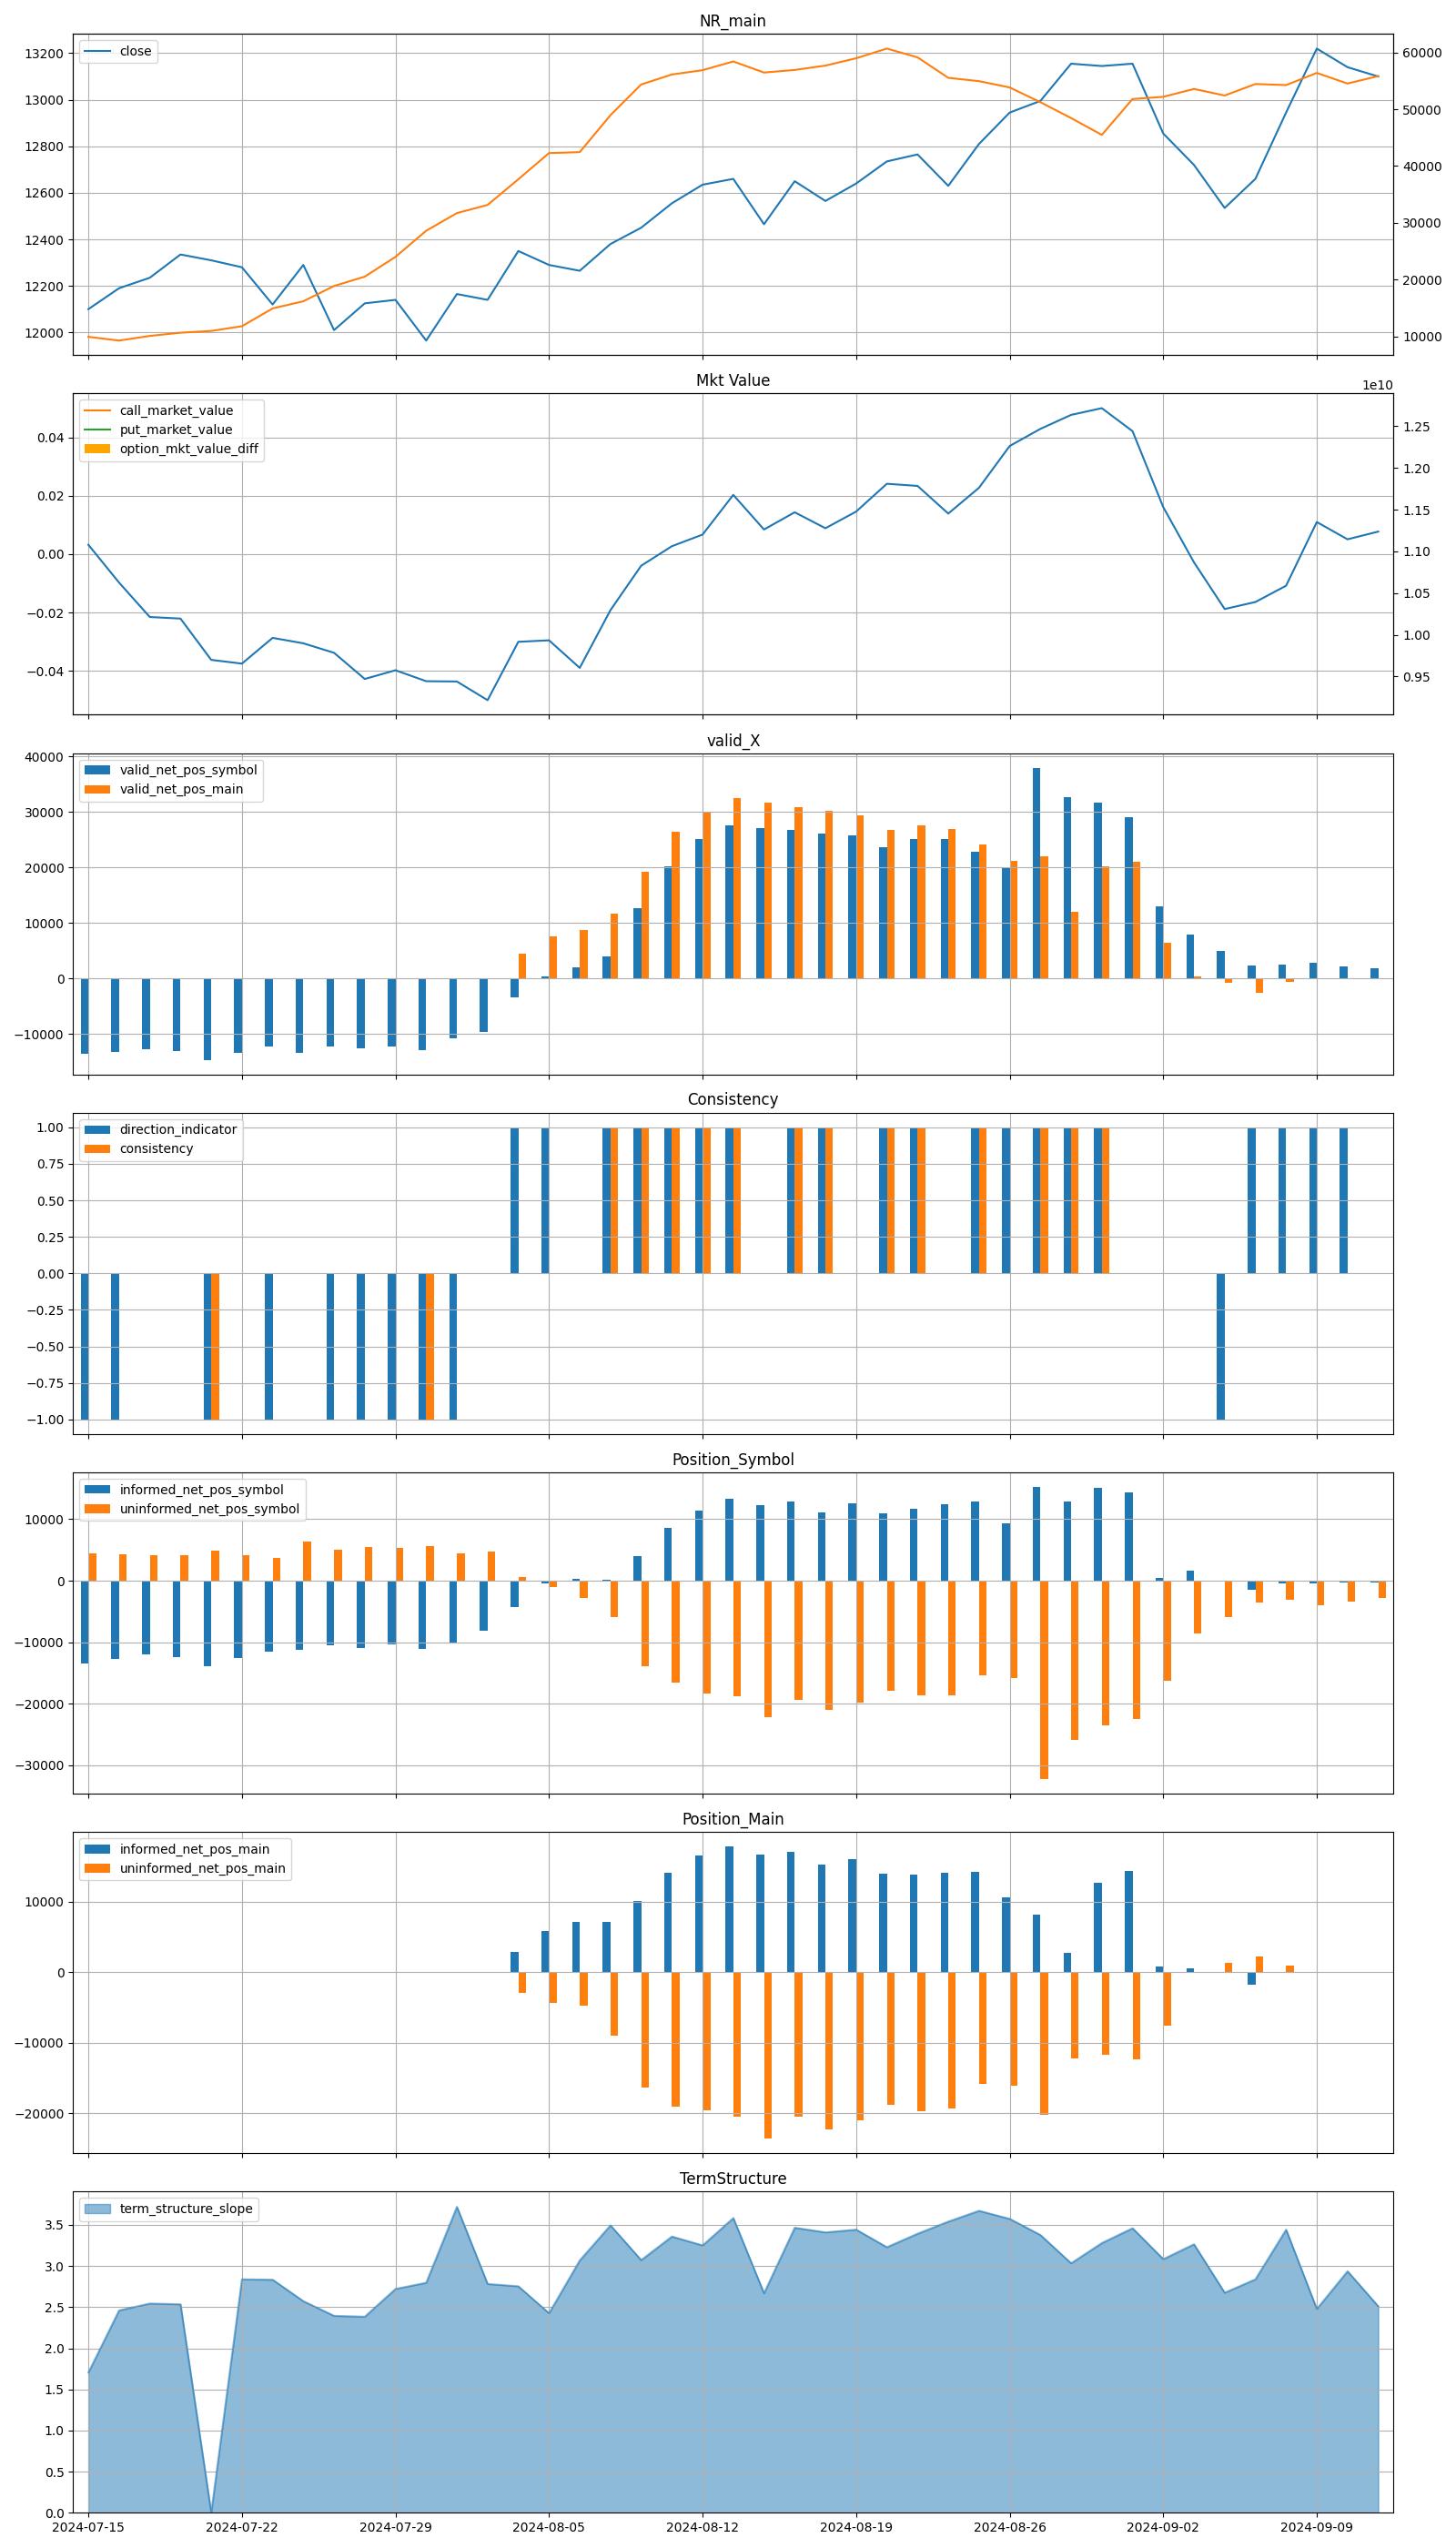 NR_main
close
13200
13000
12800
12600
12400
12200
12000
60000
50000
40000
30000
20000
10000
Mkt Value
1e10
call_market_value
put_market_value
option_mkt_value_diff
0.04
0.02
0.00
−0.02
−0.04
1.25
1.20
1.15
1.10
1.05
1.00
0.95
valid_X
valid_net_pos_symbol
valid_net_pos_main
40000
30000
20000
10000
0
−10000
Consistency
direction_indicator
consistency
1.00
0.75
0.50
0.25
0.00
−0.25
−0.50
−0.75
−1.00
Position_Symbol
informed_net_pos_symbol
uninformed_net_pos_symbol
10000
0
−10000
−20000
−30000
Position_Main
informed_net_pos_main
uninformed_net_pos_main
10000
0
−10000
−20000
TermStructure
term_structure_slope
3.5
3.0
2.5
2.0
1.5
1.0
0.5
0.0
2024-07-15 2024-07-22 2024-07-29 2024-08-05 2024-08-12 2024-08-19 2024-08-26 2024-09-02 2024-09-09